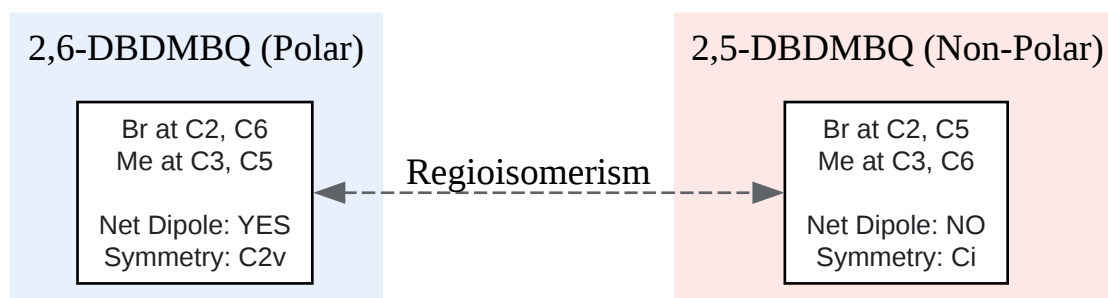 2,6-DBDMBQ (Polar)
Br at C2, C6
Me at C3, C5
Net Dipole: YES
Symmetry: C2v
Regioisomerism
2,5-DBDMBQ (Non-Polar)
Br at C2, C5
Me at C3, C6
Net Dipole: NO
Symmetry: Ci